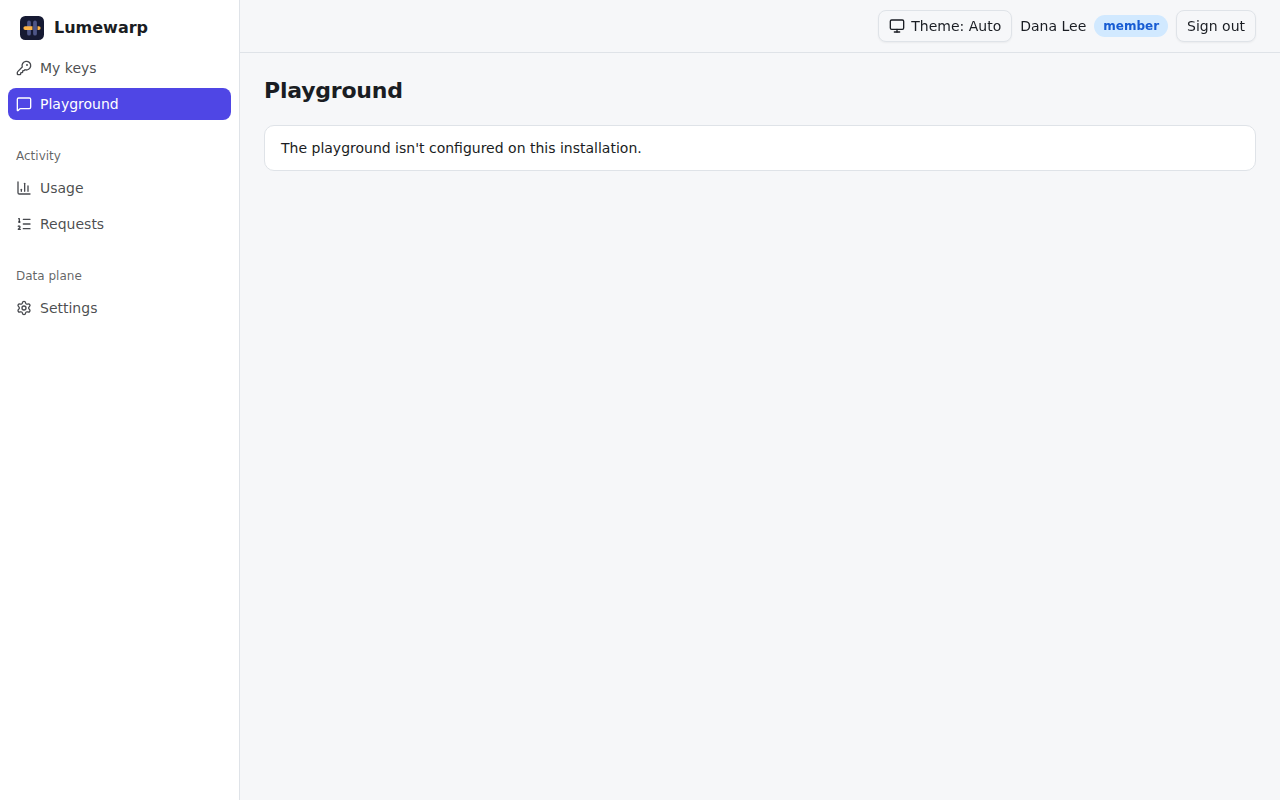 Lumewarp
My keys
Playground
Activity
Usage
Requests
Data plane
Settings
Theme: Auto
Dana Lee
member
Sign out
Playground
The playground isn't configured on this installation.